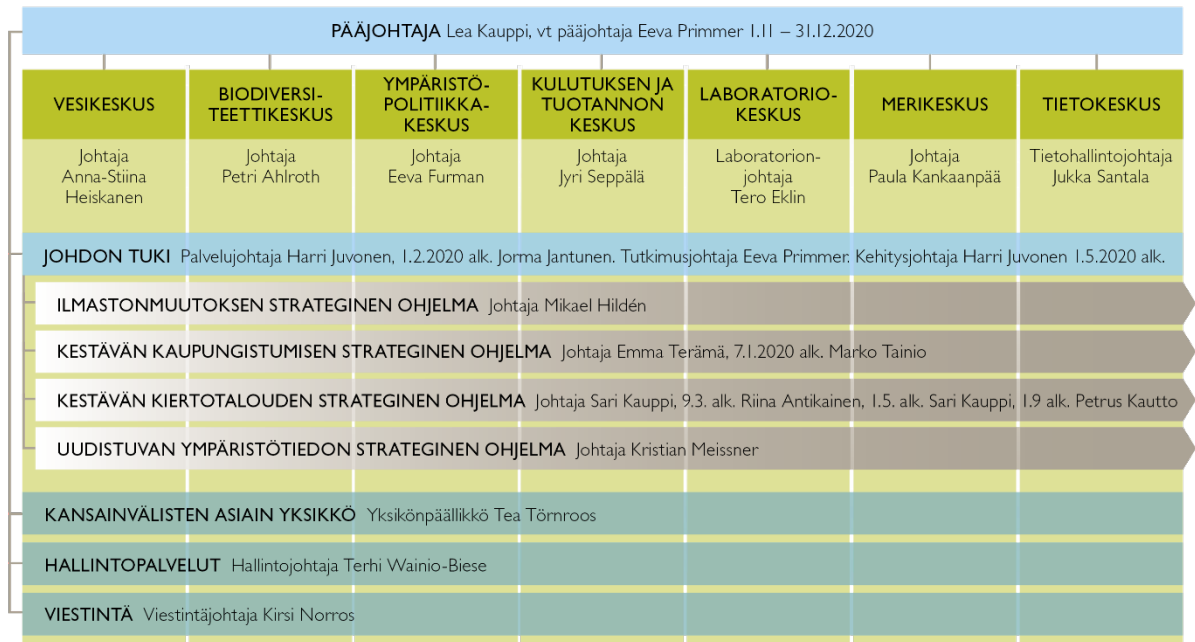 PÄÄJOHTAJA Lea Kauppi, vt pääjohtaja Eeva Primmer 1.11 – 31.12.2020
VESIKESKUS
BIODIVERSI-
TEETTIKESKUS
YMPÄRISTÖ-
POLITIIKKA-
KESKUS
KULUTUKSEN JA
TUOTANNON
KESKUS
LABORATORIO-
KESKUS
MERIKESKUS
TIETOKESKUS
Johtaja
Anna-Stiina
Heiskanen
Johtaja
Petri Ahlroth
Johtaja
Eeva Furman
Johtaja
Jyri Seppälä
Laboratorion-
johtaja
Tero Eklin
Johtaja
Paula Kankaanpää
Tietohallintojohtaja
Jukka Santala
JOHDON TUKI Palvelujohtaja Harri Juvonen, 1.2.2020 alk. Jorma Jantunen. Tutkimusjohtaja Eeva Primmer. Kehitysjohtaja Harri Juvonen 1.5.2020 alk.
ILMASTONMUUTOKSEN STRATEGINEN OHJELMA Johtaja Mikael Hildén
KESTÄVÄN KAUPUNGISTUMISEN STRATEGINEN OHJELMA Johtaja Emma Terämä, 7.1.2020 alk. Marko Tainio
KESTÄVÄN KIERTOTALOUDEN STRATEGINEN OHJELMA Johtaja Sari Kauppi, 9.3. alk. Riina Antikainen, 1.5. alk. Sari Kauppi, 1.9 alk. Petrus Kautto
UUDISTUVAN YMPÄRISTÖTIEDON STRATEGINEN OHJELMA Johtaja Kristian Meissner
KANSAINVÄLISTEN ASIAIN YKSIKKÖ Yksikönpäällikkö Tea Törnroos
HALLINTOPALVELUT Hallintojohtaja Terhi Wainio-Biese
VIESTINTÄ Viestintäjohtaja Kirsi Norros